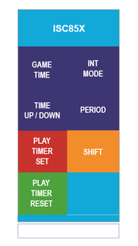 ISC85X
GAME
TIME
INT
MODE
TIME
UP / DOWN
PERIOD
PLAY
TIMER
SET
SHIFT
PLAY
TIMER
RESET